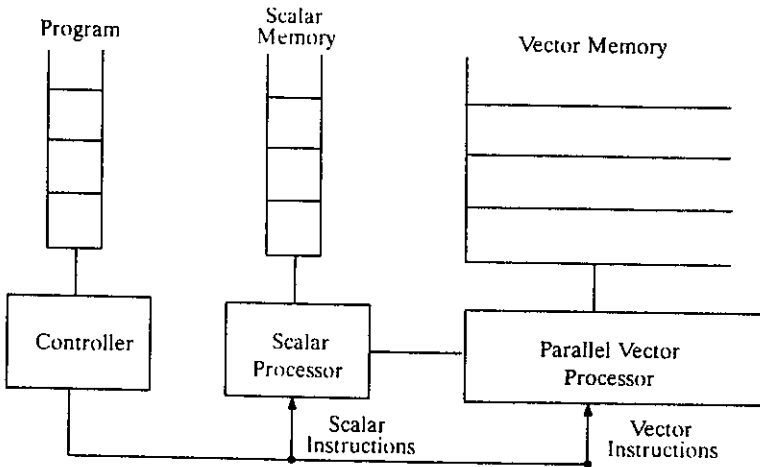 Program
Scalar
Memory
Vector Memory
Controller
Scalar
Processor
Parallel Vector
Processor
Scalar
Instructions
Vector
Instructions